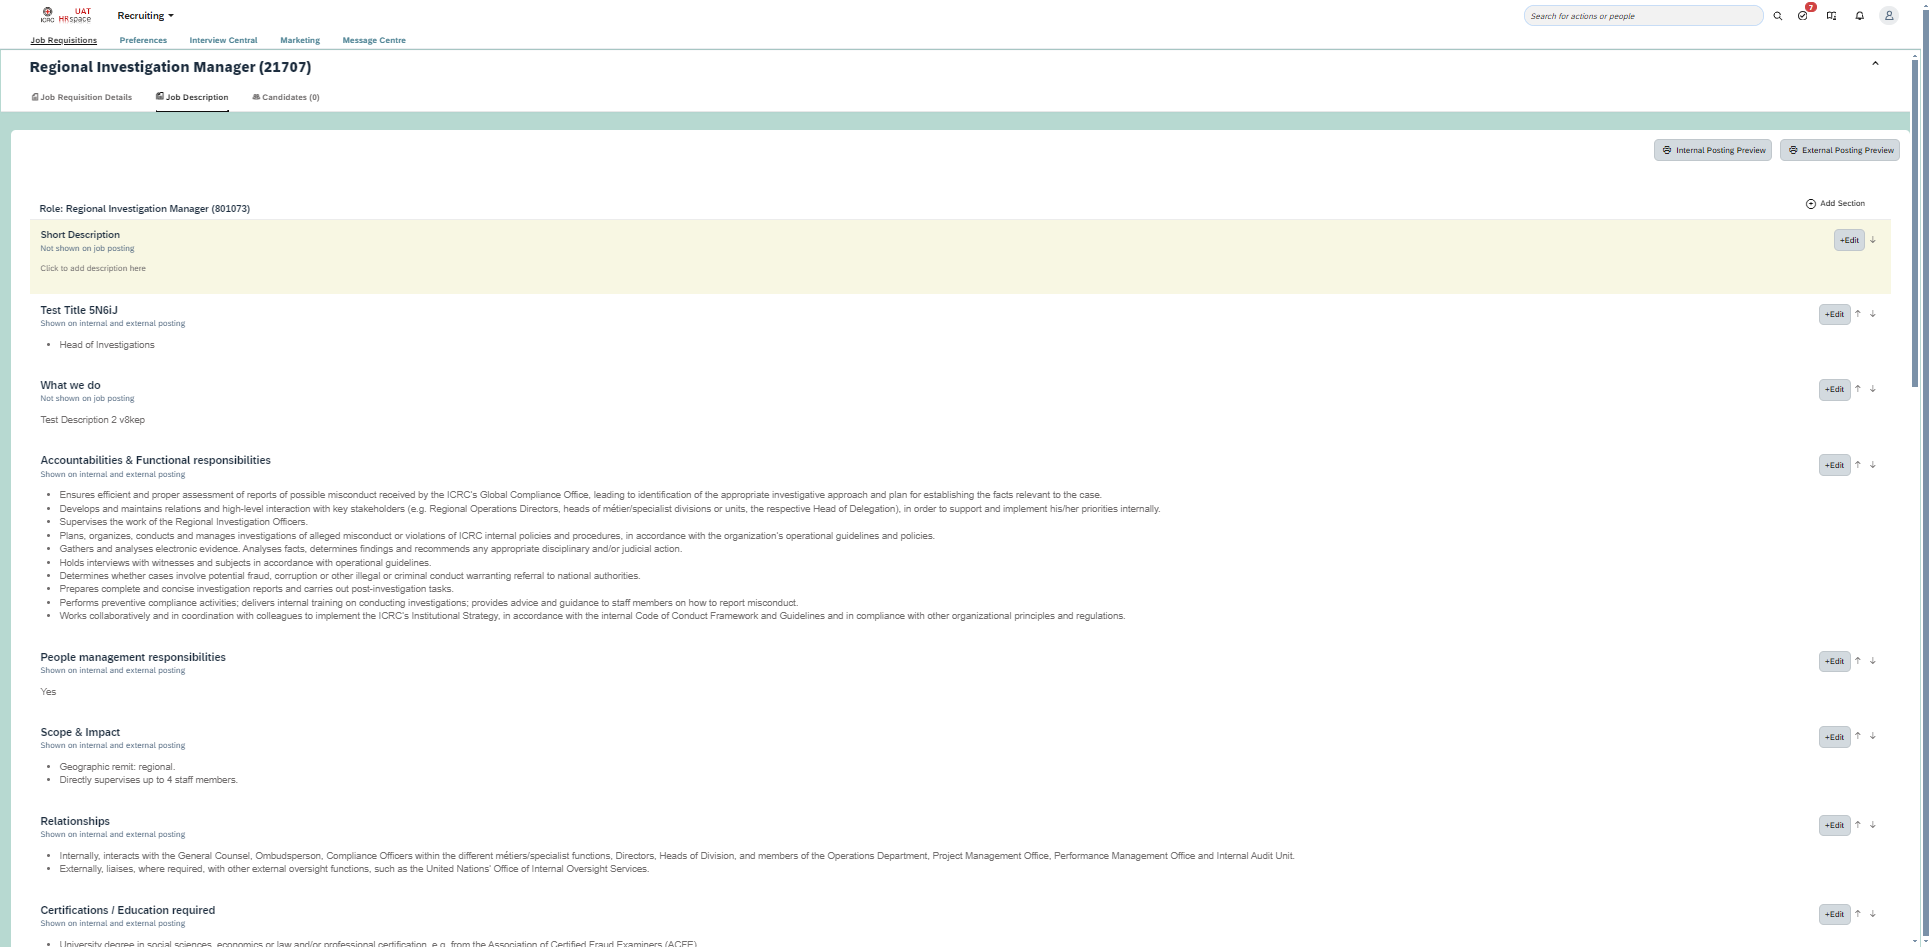 ICRC
UAT
HRspace
Recruiting
Search for actions or people
7
Job Requisitions
Preferences
Interview Central
Marketing
Message Centre
Regional Investigation Manager (21707)
Job Requisition Details
Job Description
Candidates (0)
Internal Posting Preview
External Posting Preview
Role: Regional Investigation Manager (801073)
Add Section
Short Description
Not shown on job posting
+Edit
Click to add description here
Test Title 5N6iJ
Shown on internal and external posting
+Edit
• Head of Investigations
What we do
Not shown on job posting
+Edit
Test Description 2 v8kep
Accountabilities & Functional responsibilities
Shown on internal and external posting
+Edit
• Ensures efficient and proper assessment of reports of possible misconduct received by the ICRC's Global Compliance Office, leading to identification of the appropriate investigative approach and plan for establishing the facts relevant to the case.
• Develops and maintains relations and high-level interaction with key stakeholders (e.g. Regional Operations Directors, heads of métier/specialist divisions or units, the respective Head of Delegation), in order to support and implement his/her priorities internally.
• Supervises the work of the Regional Investigation Officers.
• Plans, organizes, conducts and manages investigations of alleged misconduct or violations of ICRC internal policies and procedures, in accordance with the organization's operational guidelines and policies.
• Gathers and analyses electronic evidence. Analyses facts, determines findings and recommends any appropriate disciplinary and/or judicial action.
• Holds interviews with witnesses and subjects in accordance with operational guidelines.
• Determines whether cases involve potential fraud, corruption or other illegal or criminal conduct warranting referral to national authorities.
• Prepares complete and concise investigation reports and carries out post-investigation tasks.
• Performs preventive compliance activities; delivers internal training on conducting investigations; provides advice and guidance to staff members on how to report misconduct.
• Works collaboratively and in coordination with colleagues to implement the ICRC's Institutional Strategy, in accordance with the internal Code of Conduct Framework and Guidelines and in compliance with other organizational principles and regulations.
People management responsibilities
Shown on internal and external posting
+Edit
Yes
Scope & Impact
Shown on internal and external posting
+Edit
• Geographic remit: regional.
• Directly supervises up to 4 staff members.
Relationships
Shown on internal and external posting
+Edit
• Internally, interacts with the General Counsel, Ombudsperson, Compliance Officers within the different métiers/specialist functions, Directors, Heads of Division, and members of the Operations Department, Project Management Office, Performance Management Office and Internal Audit Unit.
• Externally, liaises, where required, with other external oversight functions, such as the United Nations' Office of Internal Oversight Services.
Certifications / Education required
Shown on internal and external posting
+Edit
• University degree in social sciences, economics or law and/or professional certification, e.g. from the Association of Certified Fraud Examiners (ACFE)